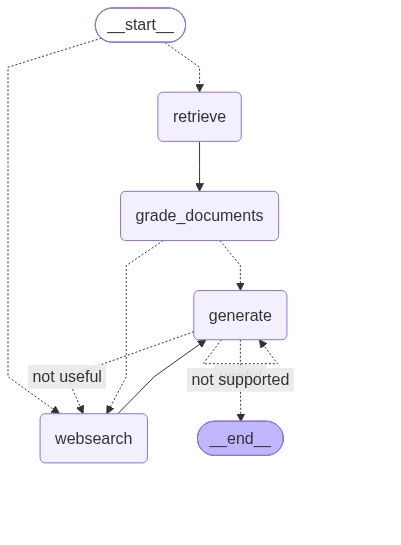 __start__
retrieve
grade_documents
generate
not useful
not supported
websearch
__end__